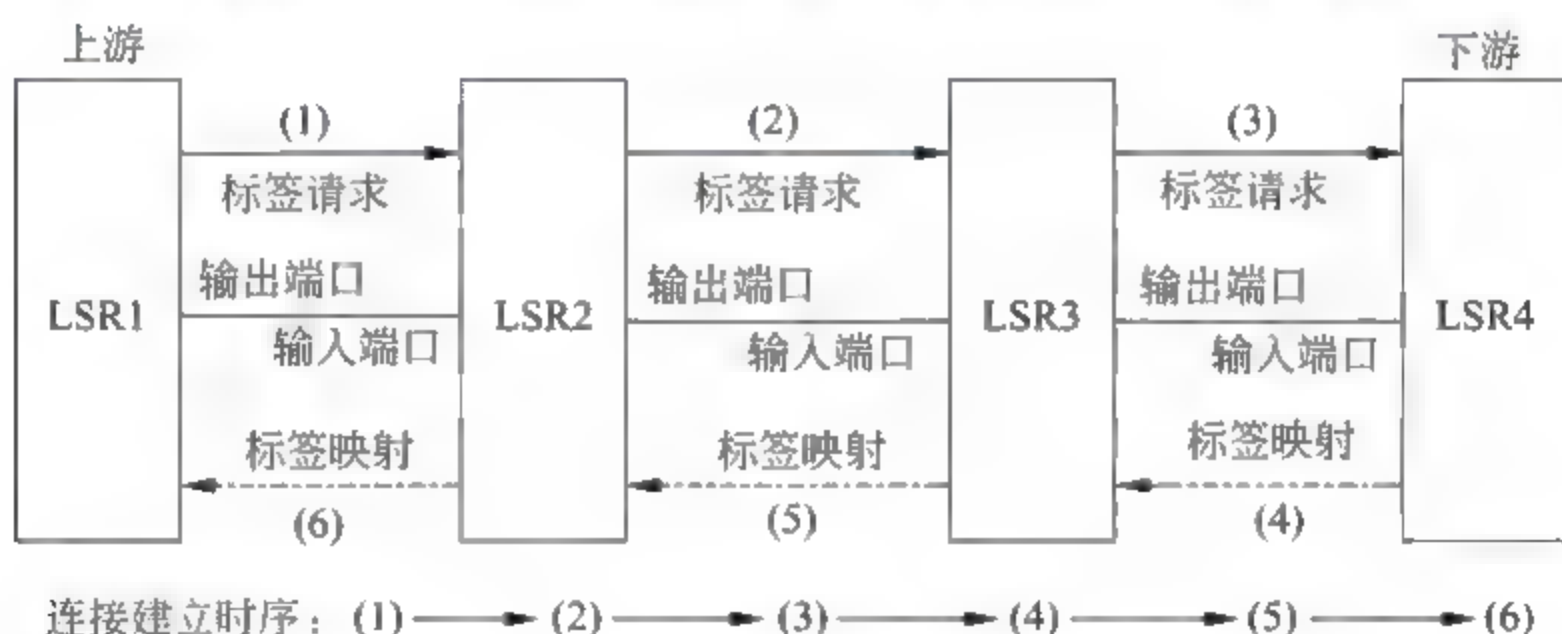 上游 下游
(1) (2) (3)
标签请求 标签请求 标签请求
输出端口 输出端口 输出端口
LSR1 LSR2 LSR3 LSR4
输入端口 输入端口 输入端口
标签映射 标签映射 标签映射
(6) (5) (4)
连接建立时序：(1) (2) (3) (4) (5) (6)